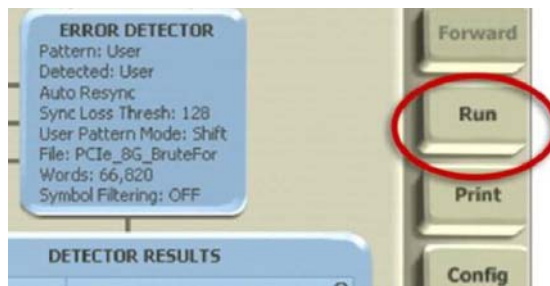 ERROR DETECTOR
Pattern: User
Detected: User
Auto Resync
Sync Loss Thresh: 128
User Pattern Mode: Shift
File: PCIe_8G_BruteFor
Words: 66,820
Symbol Filtering: OFF
DETECTOR RESULTS
Forward
Run
Print
Config